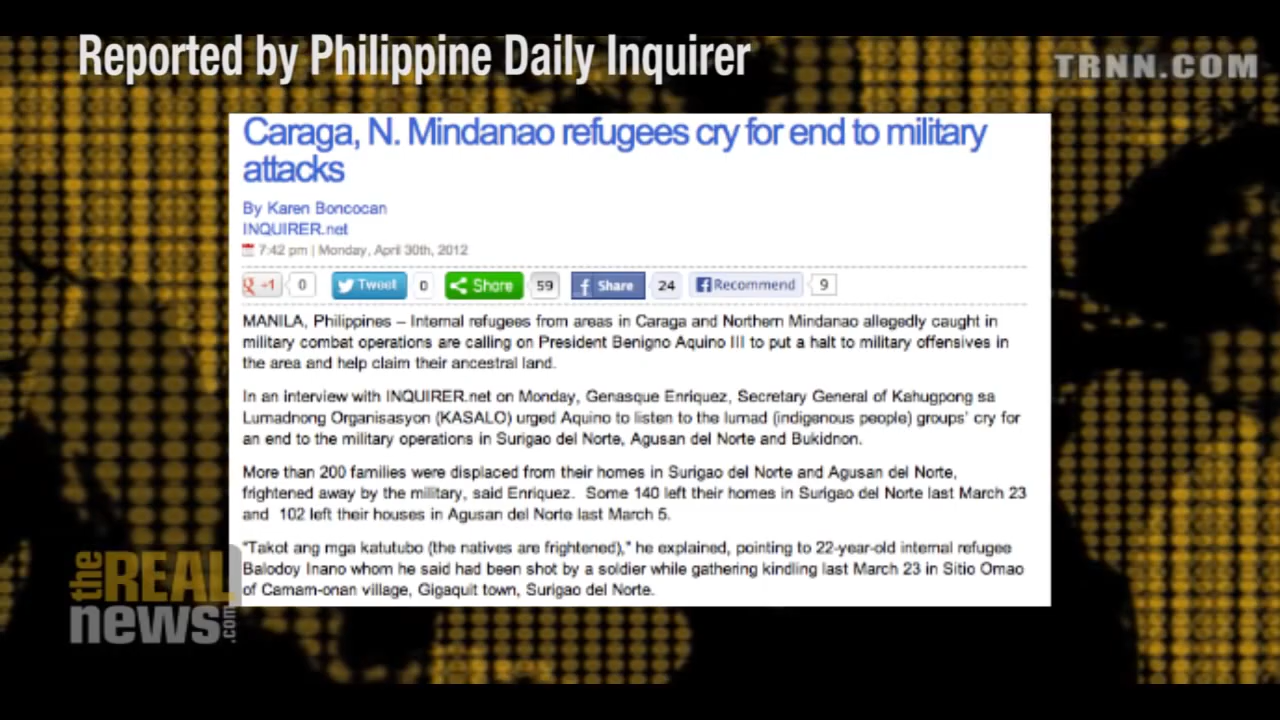 Reported by Philippine Daily Inquirer
TRNN.COM
Caraga, N. Mindanao refugees cry for end to military
attacks
By Karen Boncocan
INQUIRER.net
7:42 pm | Monday, April 30th, 2012
+1 0 Tweet 0 Share 59 Share 24 Recommend 9
MANILA, Philippines – Internal refugees from areas in Caraga and Northern Mindanao allegedly caught in
military combat operations are calling on President Benigno Aquino III to put a halt to military offensives in
the area and help claim their ancestral land.
In an interview with INQUIRER.net on Monday, Genasque Enriquez, Secretary General of Kahugpong sa
Lumadnong Organisasyon (KASALO) urged Aquino to listen to the lumad (indigenous people) groups' cry for
an end to the military operations in Surigao del Norte, Agusan del Norte and Bukidnon.
More than 200 families were displaced from their homes in Surigao del Norte and Agusan del Norte,
frightened away by the military, said Enriquez.  Some 140 left their homes in Surigao del Norte last March 23
and  102 left their houses in Agusan del Norte last March 5.
"Takot ang mga katutubo (the natives are frightened)," he explained, pointing to 22-year-old internal refugee
Balodoy Inano whom he said had been shot by a soldier while gathering kindling last March 23 in Sitio Omao
of Camam-onan village, Gigaquit town, Surigao del Norte.
the REAL
news.com